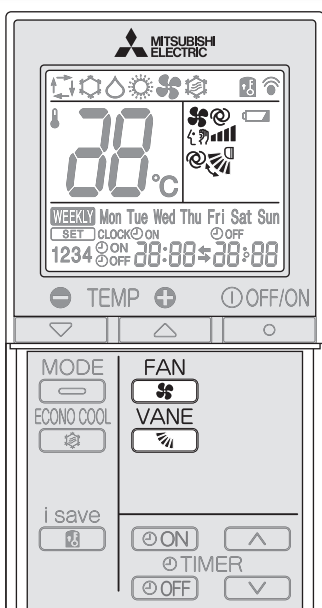 MITSUBISHI
ELECTRIC
88 °C
WEEKLY Mon Tue Wed Thu Fri Sat Sun
SET CLOCK ON OFF
1234 ON OFF 88:88 88:88
TEMP OFF/ON
MODE FAN
ECONO COOL VANE
i save
ON
TIMER
OFF